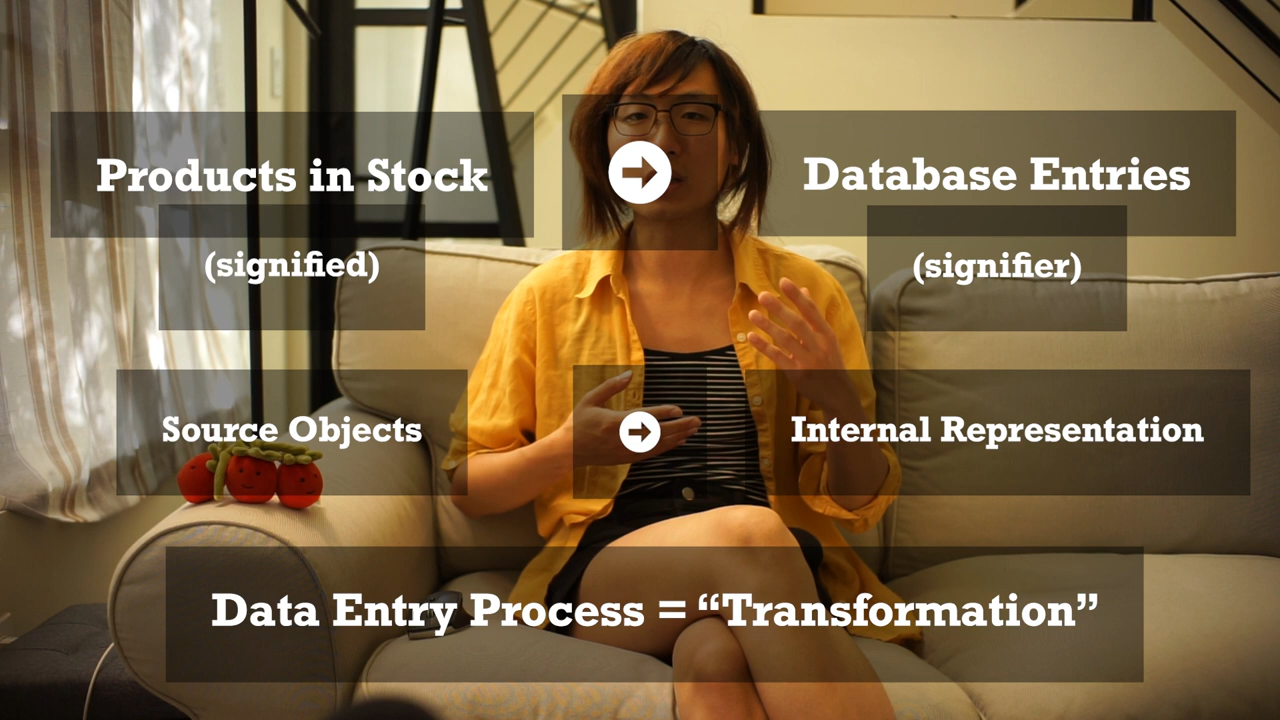 Products in Stock
Database Entries
(signified)
(signifier)
Source Objects
Internal Representation
Data Entry Process = “Transformation”